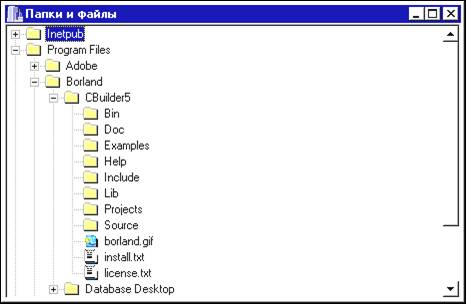 Папки и файлы
Inetpub
Program Files
Adobe
Borland
CBuilder5
Bin
Doc
Examples
Help
Include
Lib
Projects
Source
borland.gif
install.txt
license.txt
Database Desktop